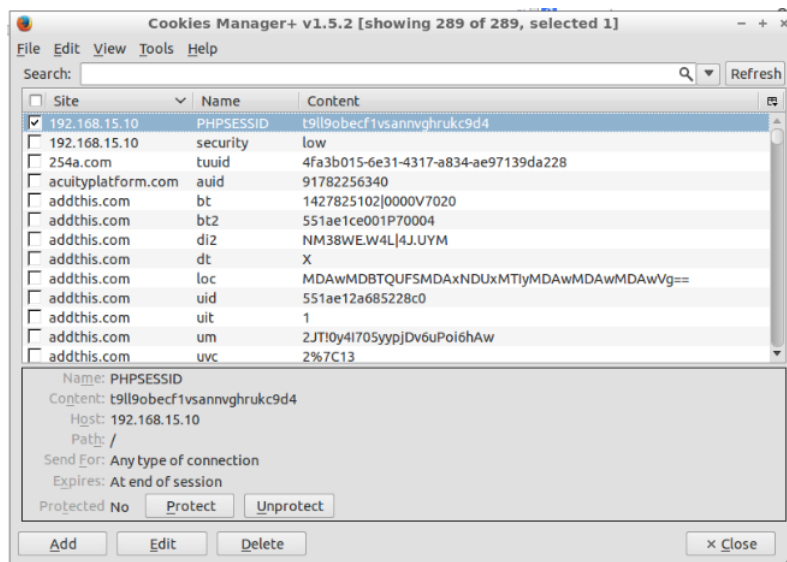 Cookies Manager+ v1.5.2 [showing 289 of 289, selected 1]
File Edit View Tools Help
Search: Refresh
Site Name Content
192.168.15.10 PHPSESSID t9ll9obecf1vsannvghrukc9d4
192.168.15.10 security low
254a.com tuuid 4fa3b015-6e31-4317-a834-ae97139da228
acuityplatform.com auid 91782256340
addthis.com bt 1427825102|0000V7020
addthis.com bt2 551ae1ce001P70004
addthis.com di2 NM38WE.W4L|4J.UYM
addthis.com dt X
addthis.com loc MDAwMDBTQUFSMDAxNDUxMTIyMDAwMDAwMDAwVg==
addthis.com uid 551ae12a685228c0
addthis.com uit 1
addthis.com um 2JT!0y4I705yypjDv6uPoi6hAw
addthis.com uvc 2%7C13
Name: PHPSESSID
Content: t9ll9obecf1vsannvghrukc9d4
Host: 192.168.15.10
Path: /
Send For: Any type of connection
Expires: At end of session
Protected No Protect Unprotect
Add Edit Delete × Close